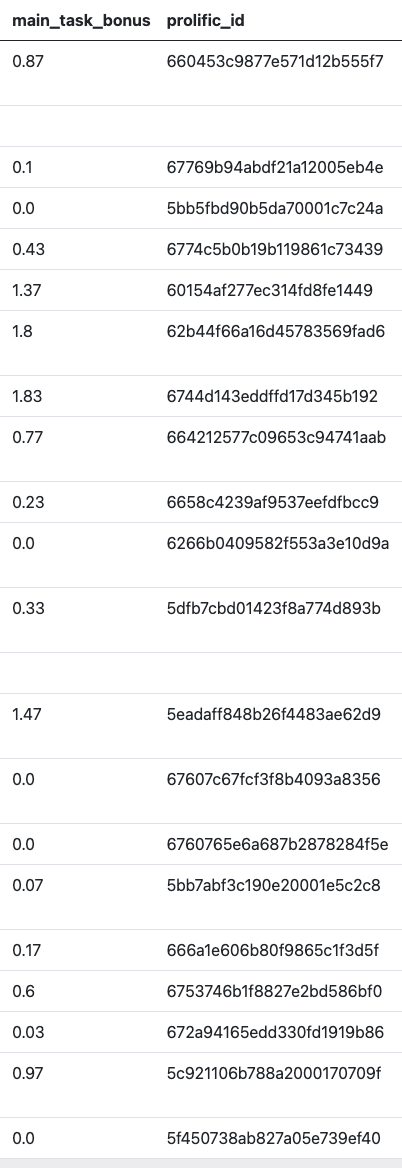 main_task_bonus prolific_id
0.87 660453c9877e571d12b555f7
0.1 67769b94abdf21a12005eb4e
0.0 5bb5fbd90b5da70001c7c24a
0.43 6774c5b0b19b119861c73439
1.37 60154af277ec314fd8fe1449
1.8 62b44f66a16d45783569fad6
1.83 6744d143eddffd17d345b192
0.77 664212577c09653c94741aab
0.23 6658c4239af9537eefdfbcc9
0.0 6266b0409582f553a3e10d9a
0.33 5dfb7cbd01423f8a774d893b
1.47 5eadaff848b26f4483ae62d9
0.0 67607c67fcf3f8b4093a8356
0.0 6760765e6a687b2878284f5e
0.07 5bb7abf3c190e20001e5c2c8
0.17 666a1e606b80f9865c1f3d5f
0.6 6753746b1f8827e2bd586bf0
0.03 672a94165edd330fd1919b86
0.97 5c921106b788a2000170709f
0.0 5f450738ab827a05e739ef40